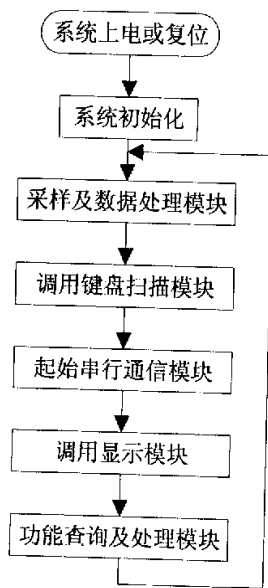 系统上电或复位
系统初始化
采样及数据处理模块
调用键盘扫描模块
起始串行通信模块
调用显示模块
功能查询及处理模块